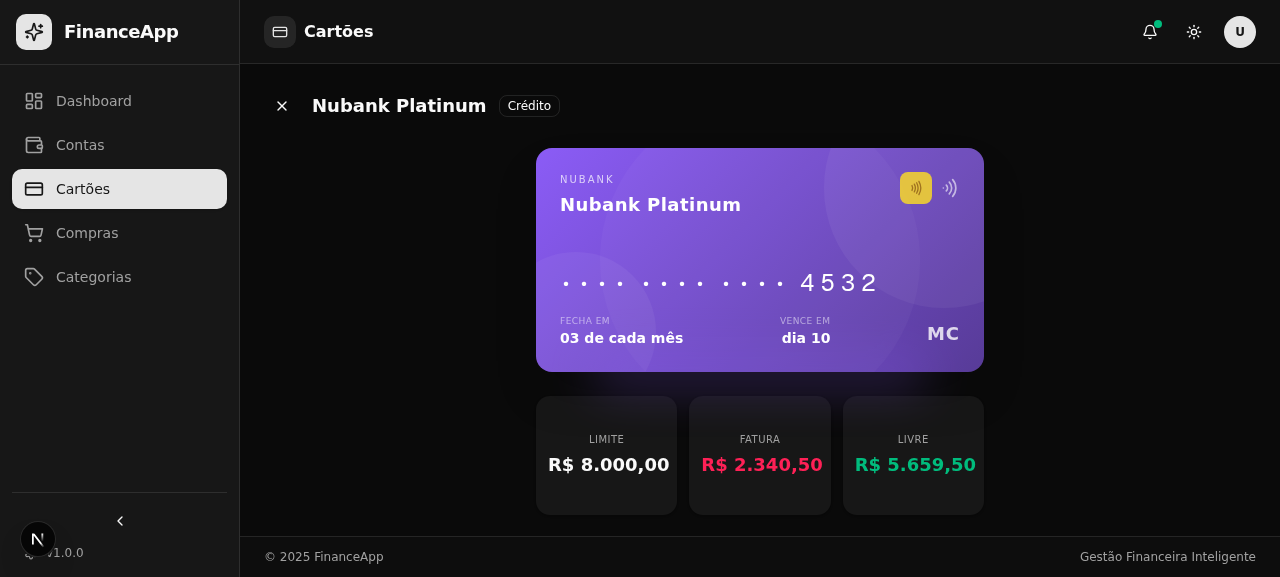 FinanceApp
Cartões
U
Dashboard
Contas
Cartões
Compras
Categorias
Nubank Platinum
Crédito
NUBANK
Nubank Platinum
•••• •••• •••• 4532
FECHA EM
VENCE EM
03 de cada mês
dia 10
MC
LIMITE
FATURA
LIVRE
R$ 8.000,00
R$ 2.340,50
R$ 5.659,50
N
v1.0.0
© 2025 FinanceApp
Gestão Financeira Inteligente